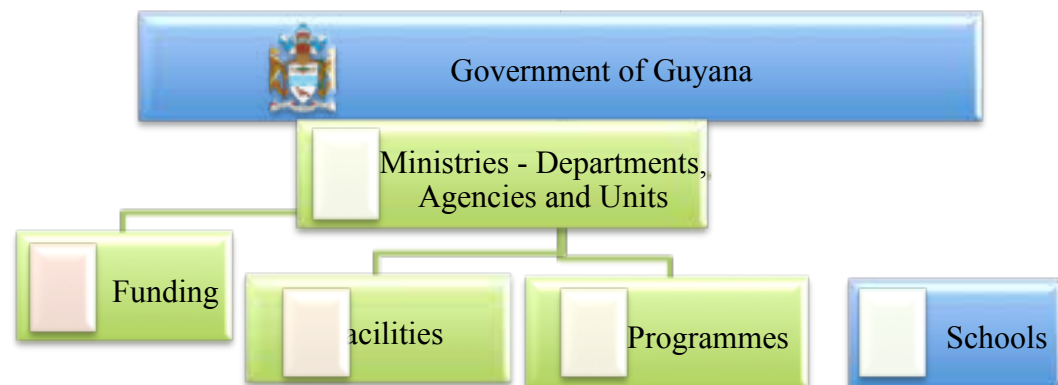 Government of Guyana
Ministries - Departments,
Agencies and Units
Funding
acilities
Programmes
Schools